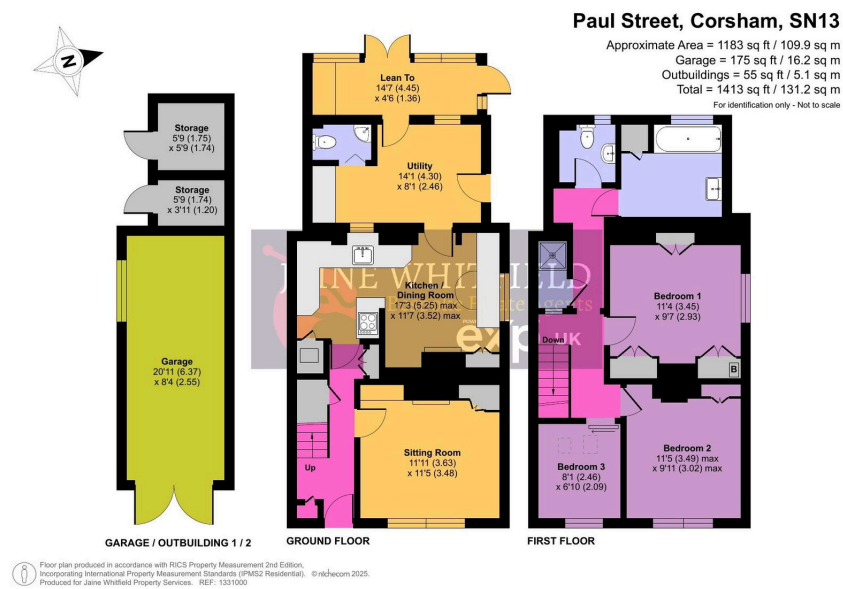 Paul Street, Corsham, SN13
Approximate Area = 1183 sq ft / 109.9 sq m
Garage = 175 sq ft / 16.2 sq m
Outbuildings = 55 sq ft / 5.1 sq m
Total = 1413 sq ft / 131.2 sq m
For identification only - Not to scale
N
Storage
5'9 (1.75)
x 5'9 (1.74)
Storage
5'9 (1.74)
x 3'11 (1.20)
Garage
20'11 (6.37)
x 8'4 (2.55)
GARAGE / OUTBUILDING 1 / 2
Lean To
14'7 (4.45)
x 4'6 (1.36)
Utility
14'1 (4.30)
x 8'1 (2.46)
Kitchen /
Dining Room
17'3 (5.25) max
x 11'7 (3.52) max
Sitting Room
11'11 (3.63)
x 11'5 (3.48)
Up
GROUND FLOOR
Bedroom 1
11'4 (3.45)
x 9'7 (2.93)
B
Down
Bedroom 2
11'5 (3.49) max
x 9'11 (3.02) max
Bedroom 3
8'1 (2.46)
x 6'10 (2.09)
FIRST FLOOR
JAINE WHITFIELD
Estate Agents
exp UK
Floor plan produced in accordance with RICS Property Measurement 2nd Edition,
Incorporating International Property Measurement Standards (IPMS2 Residential). © nichecom 2025.
Produced for Jaine Whitfield Property Services. REF: 1331000